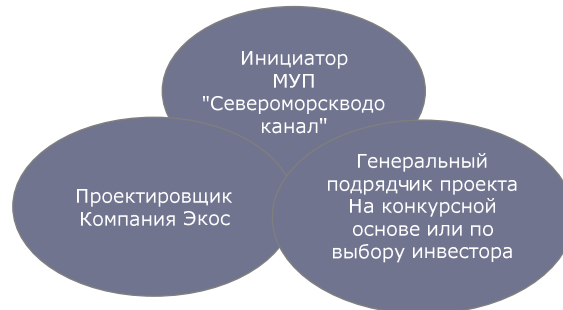 Инициатор
МУП
"Североморскводо
канал"
Проектировщик
Компания Экос
Генеральный
подрядчик проекта
На конкурсной
основе или по
выбору инвестора